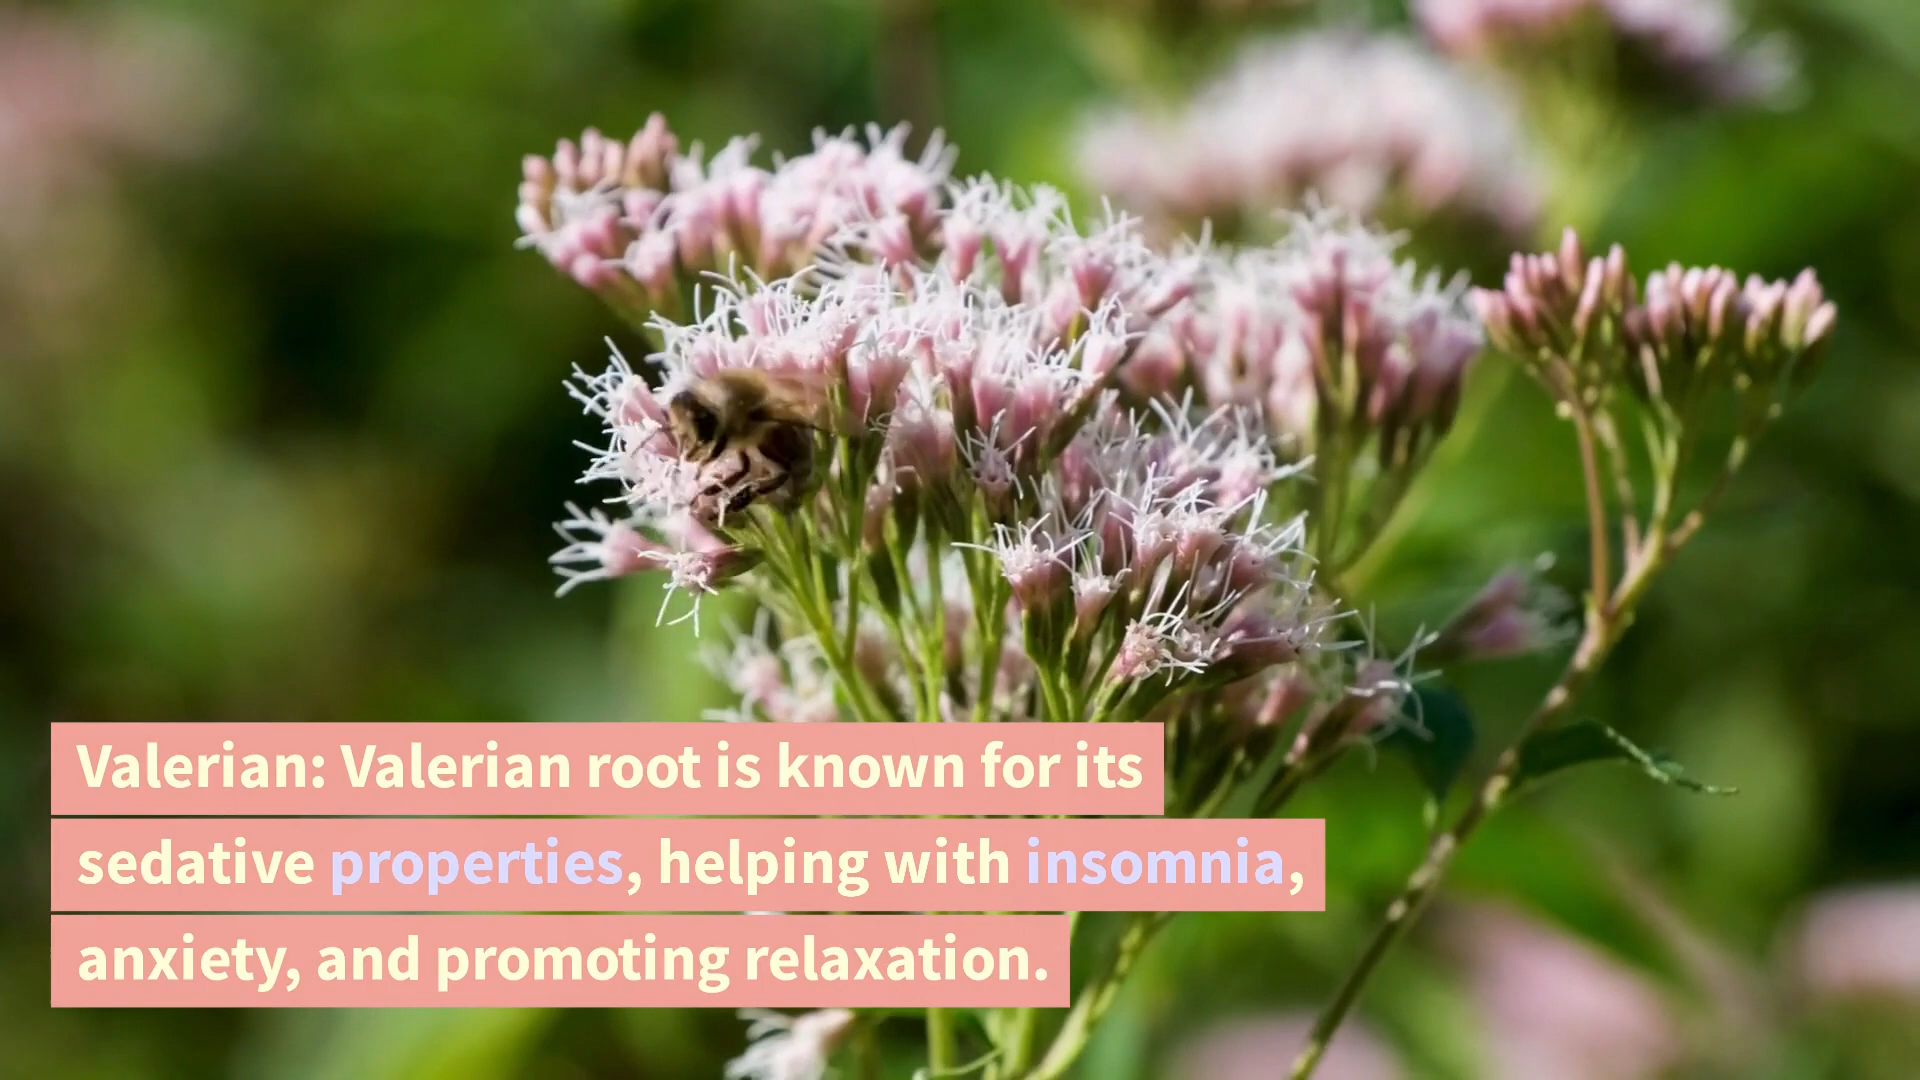 Valerian: Valerian root is known for its
sedative properties, helping with insomnia,
anxiety, and promoting relaxation.